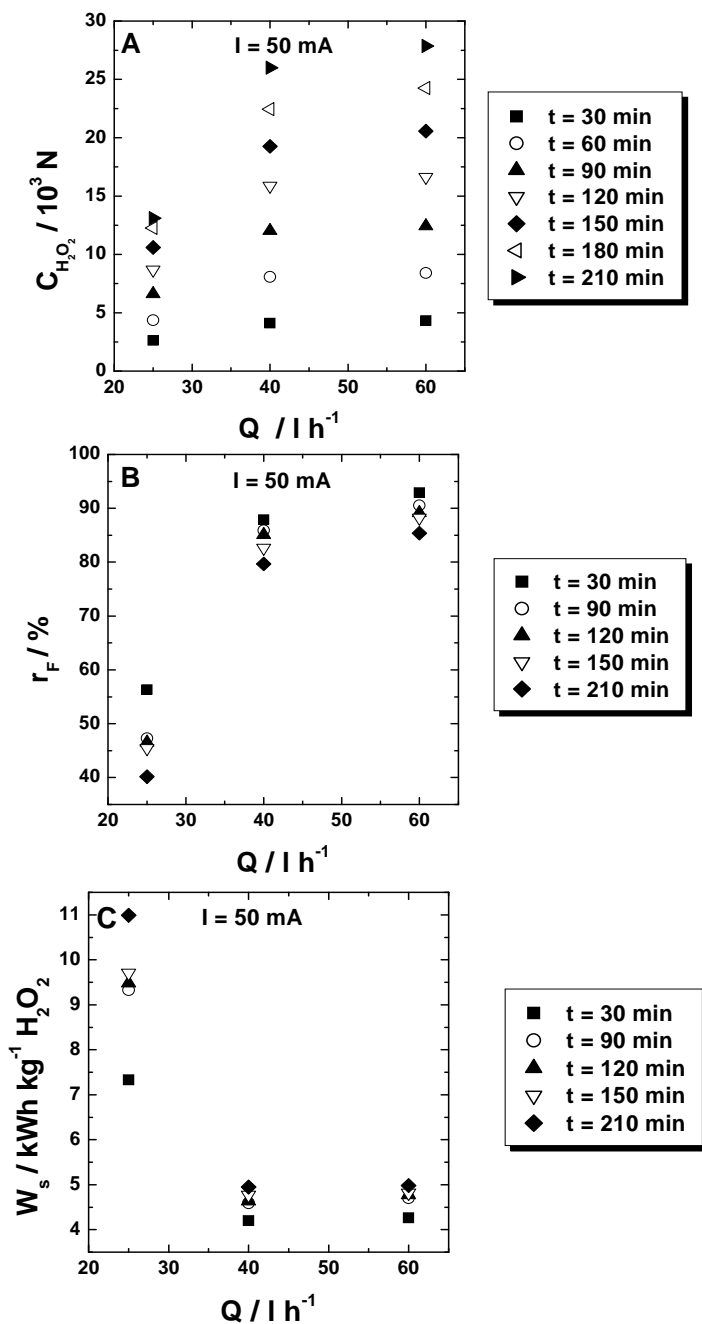 A
I = 50 mA
C_H₂O₂ / 10³ N
30
25
20
15
10
5
0
20
30
40
50
60
Q / l h⁻¹
t = 30 min
t = 60 min
t = 90 min
t = 120 min
t = 150 min
t = 180 min
t = 210 min
B
I = 50 mA
r_F / %
100
90
80
70
60
50
40
20
30
40
50
60
Q / l h⁻¹
t = 30 min
t = 90 min
t = 120 min
t = 150 min
t = 210 min
C
I = 50 mA
W_s / kWh kg⁻¹ H₂O₂
11
10
9
8
7
6
5
4
20
30
40
50
60
Q / l h⁻¹
t = 30 min
t = 90 min
t = 120 min
t = 150 min
t = 210 min